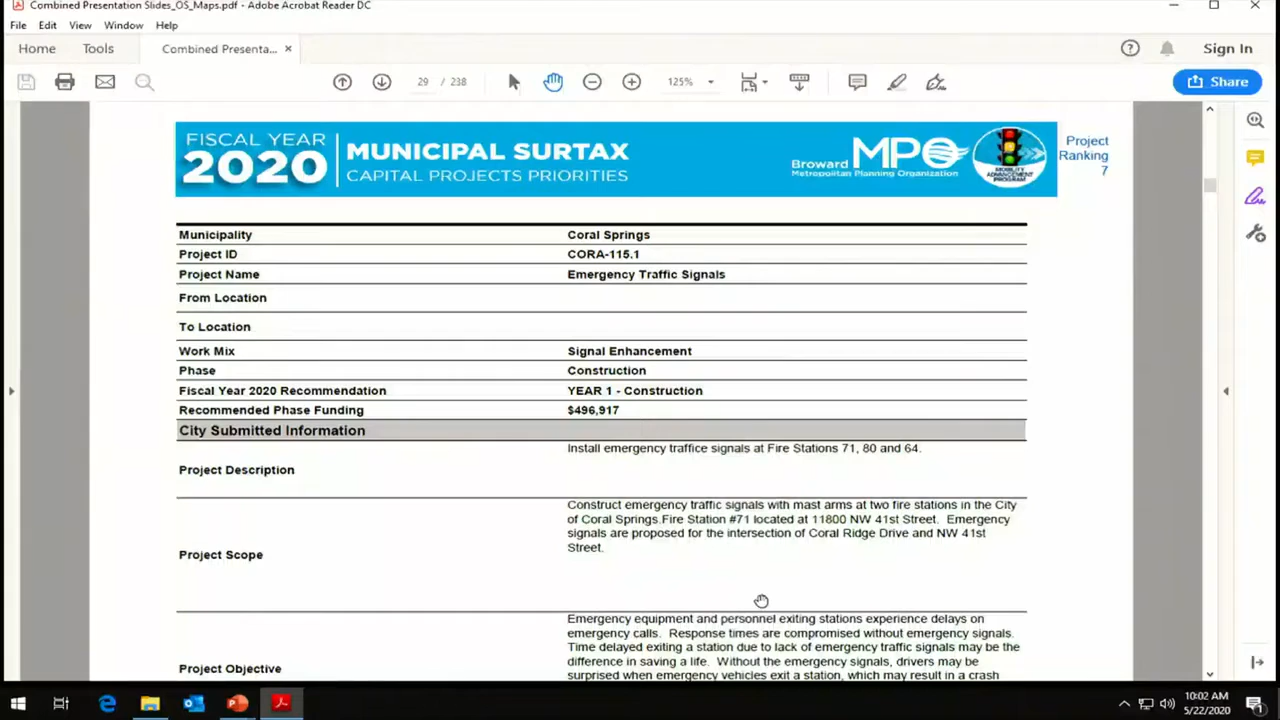 Combined Presentation Slides_OS_Maps.pdf - Adobe Acrobat Reader DC
File Edit View Window Help
Home Tools Combined Presenta... Sign In
29 / 238 125% Share
FISCAL YEAR
2020
MUNICIPAL SURTAX
CAPITAL PROJECTS PRIORITIES
Broward MPO
Metropolitan Planning Organization
MOBILITY
ADVANCEMENT
PROGRAM
Project
Ranking
7
Municipality Coral Springs
Project ID CORA-115.1
Project Name Emergency Traffic Signals
From Location
To Location
Work Mix Signal Enhancement
Phase Construction
Fiscal Year 2020 Recommendation YEAR 1 - Construction
Recommended Phase Funding $496,917
City Submitted Information
Install emergency traffice signals at Fire Stations 71, 80 and 64.
Project Description
Construct emergency traffic signals with mast arms at two fire stations in the City
of Coral Springs.Fire Station #71 located at 11800 NW 41st Street. Emergency
signals are proposed for the intersection of Coral Ridge Drive and NW 41st
Street.
Project Scope
Emergency equipment and personnel exiting stations experience delays on
emergency calls. Response times are compromised without emergency signals.
Time delayed exiting a station due to lack of emergency traffic signals may be the
difference in saving a life. Without the emergency signals, drivers may be
Project Objective
surprised when emergency vehicles exit a station, which may result in a crash
10:02 AM
5/22/2020
1